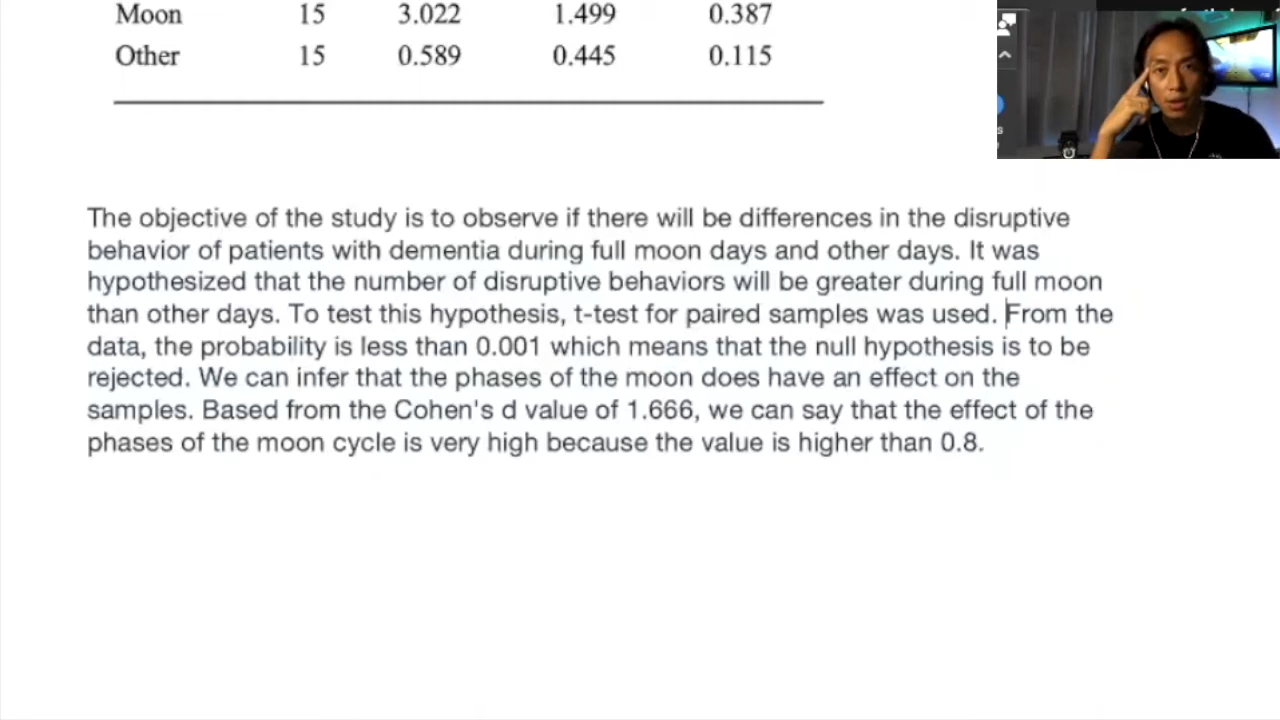 Moon 15 3.022 1.499 0.387
Other 15 0.589 0.445 0.115
The objective of the study is to observe if there will be differences in the disruptive
behavior of patients with dementia during full moon days and other days. It was
hypothesized that the number of disruptive behaviors will be greater during full moon
than other days. To test this hypothesis, t-test for paired samples was used. From the
data, the probability is less than 0.001 which means that the null hypothesis is to be
rejected. We can infer that the phases of the moon does have an effect on the
samples. Based from the Cohen's d value of 1.666, we can say that the effect of the
phases of the moon cycle is very high because the value is higher than 0.8.